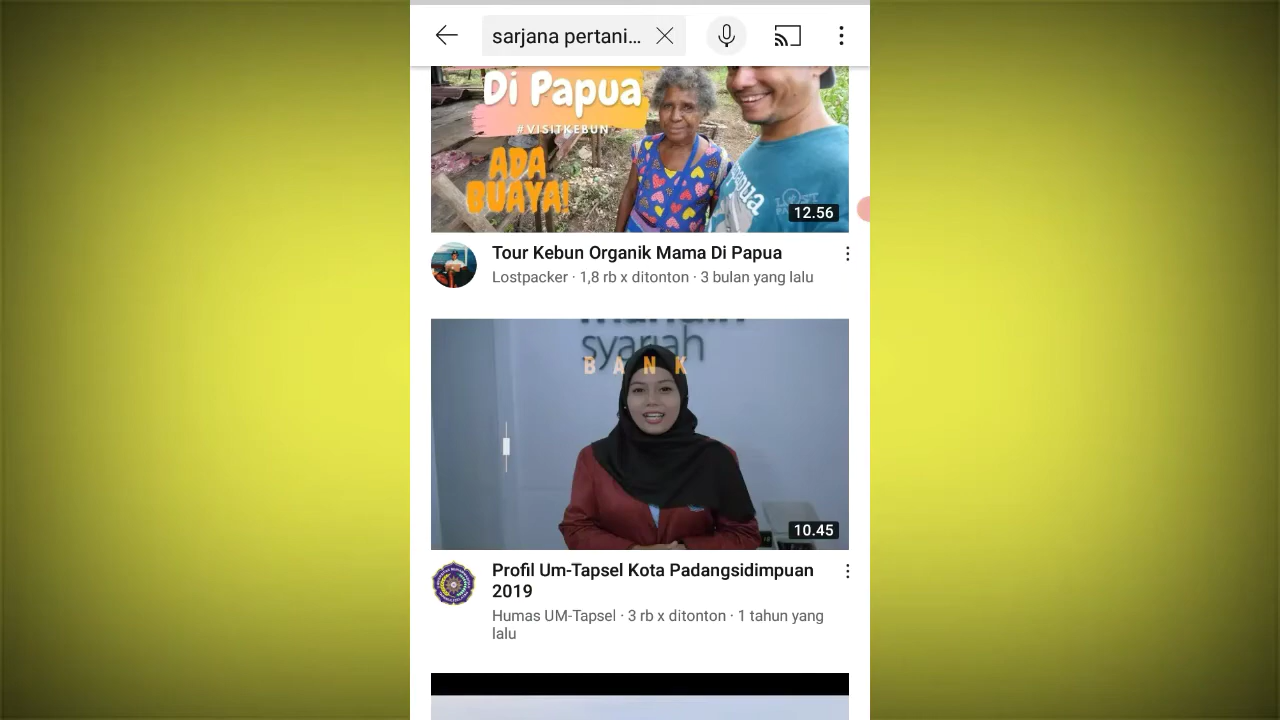 sarjana pertani...
Di Papua
#VISITKEBUN
ADA
BUAYA!
12.56
Tour Kebun Organik Mama Di Papua
Lostpacker · 1,8 rb x ditonton · 3 bulan yang lalu
syariah
BANK
10.45
Profil Um-Tapsel Kota Padangsidimpuan
2019
Humas UM-Tapsel · 3 rb x ditonton · 1 tahun yang
lalu